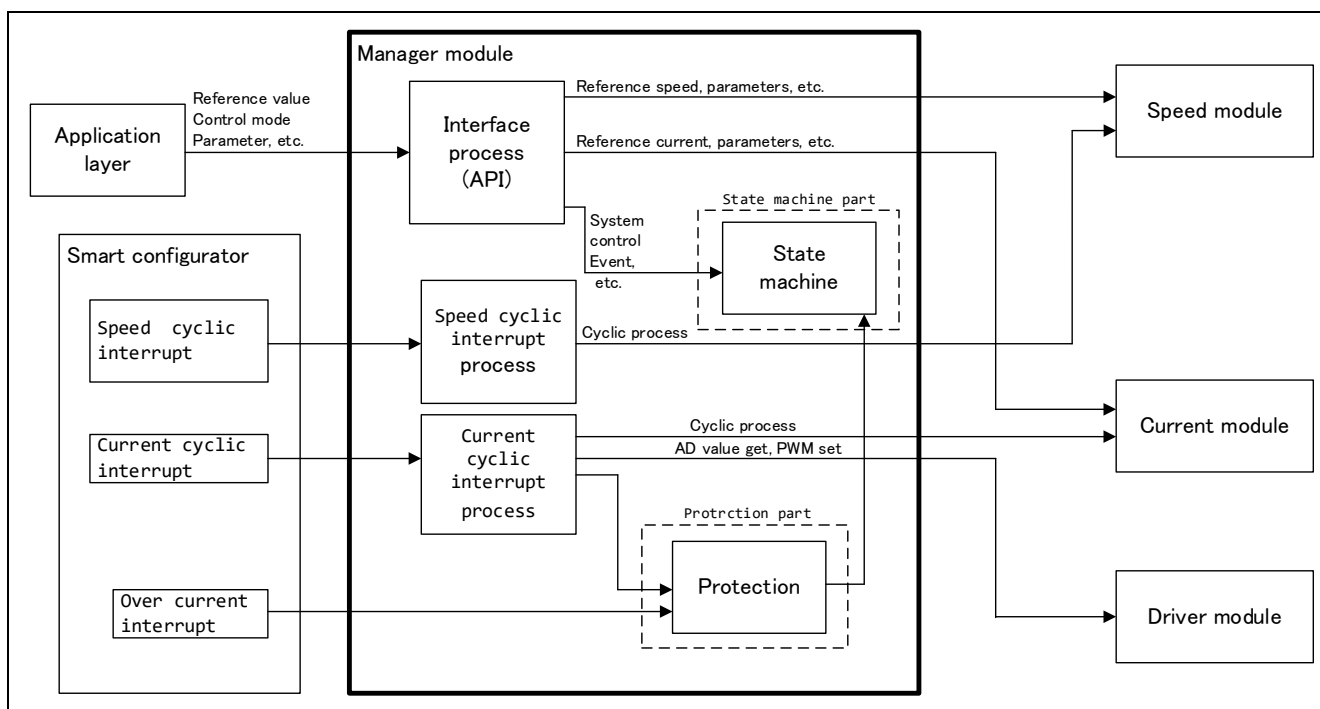 Manager module
Reference value
Control mode
Parameter, etc.
Application
layer
Interface
process
(API)
Reference speed, parameters, etc.
Reference current, parameters, etc.
Speed module
System
control
Event,
etc.
State machine part
State
machine
Smart configurator
Speed cyclic
interrupt
Speed cyclic
interrupt
process
Cyclic process
Current cyclic
interrupt
Current
cyclic
interrupt
process
Cyclic process
AD value get, PWM set
Current module
Protrction part
Protection
Over current
interrupt
Driver module